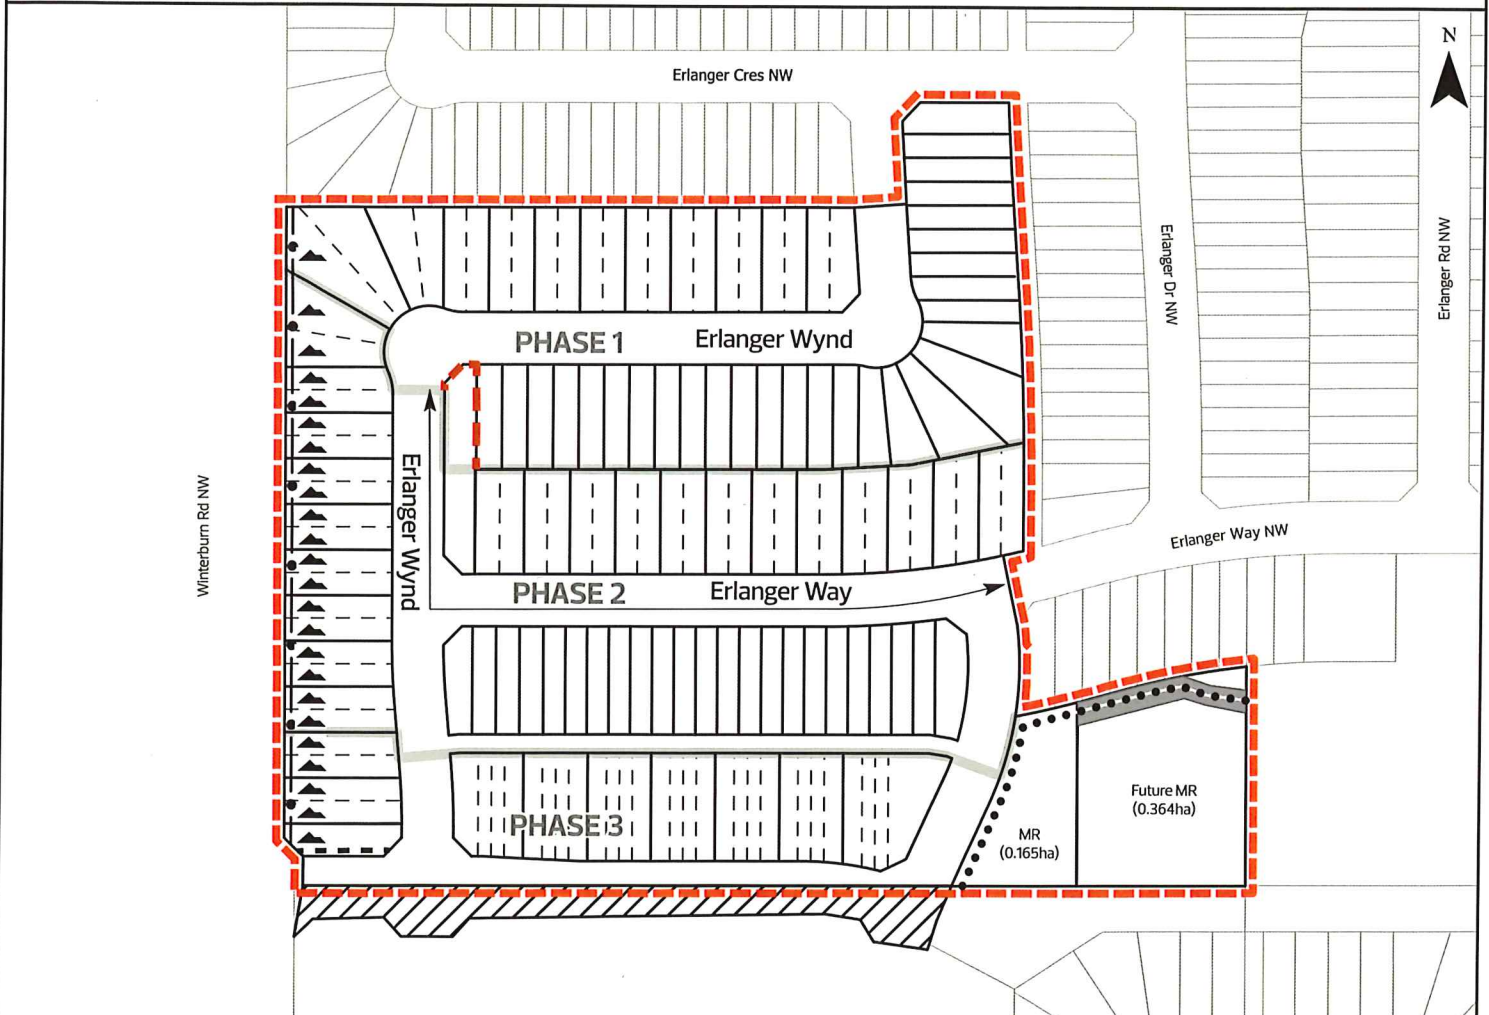 N
Erlanger Cres NW
Erlanger Dr NW
Erlanger Rd NW
PHASE 1
Erlanger Wynd
Winterburn Rd NW
Erlanger Wynd
Erlanger Way NW
PHASE 2
Erlanger Way
Future MR
(0.364ha)
PHASE 3
MR
(0.165ha)